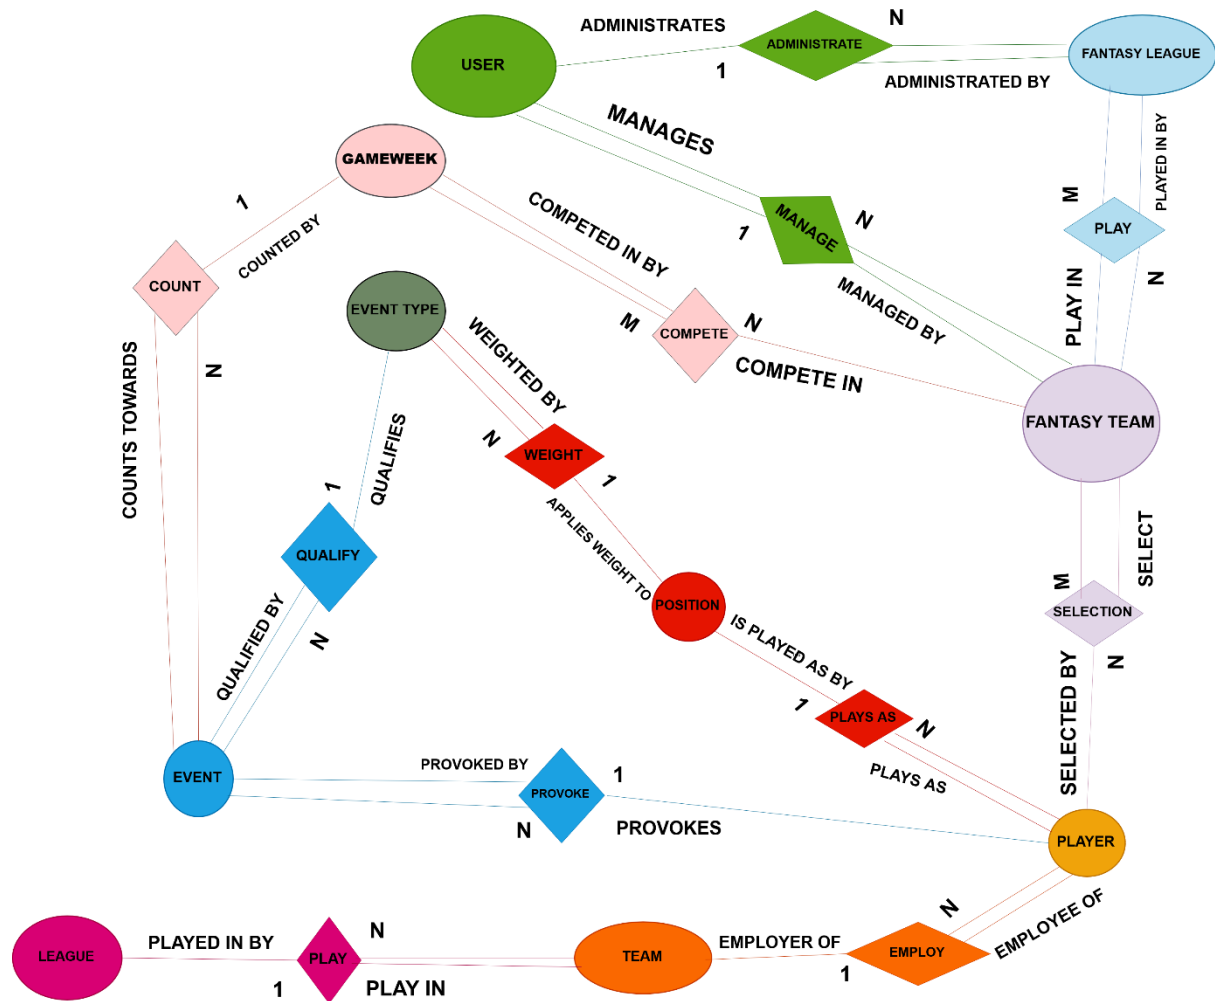 ADMINISTRATES
N
USER
ADMINISTRATE
FANTASY LEAGUE
1
ADMINISTRATED BY
MANAGES
GAMEWEEK
PLAYED IN BY
M
1
COMPETED IN BY
MANAGE
N
1
PLAY
COUNTED BY
COUNT
MANAGED BY
N
PLAY IN
EVENT TYPE
M
N
COMPETE
WEIGHTED BY
COMPETE IN
N
COUNTS TOWARDS
FANTASY TEAM
QUALIFIES
N
WEIGHT
1
1
APPLIES WEIGHT TO
SELECT
QUALIFY
M
POSITION
SELECTION
QUALIFIED BY
N
IS PLAYED AS BY
N
1
PLAYS AS
N
SELECTED BY
PROVOKED BY
1
PLAYS AS
EVENT
PROVOKE
N
PROVOKES
PLAYER
N
EMPLOYEE OF
PLAYED IN BY
N
EMPLOYER OF
LEAGUE
PLAY
TEAM
EMPLOY
1
PLAY IN
1